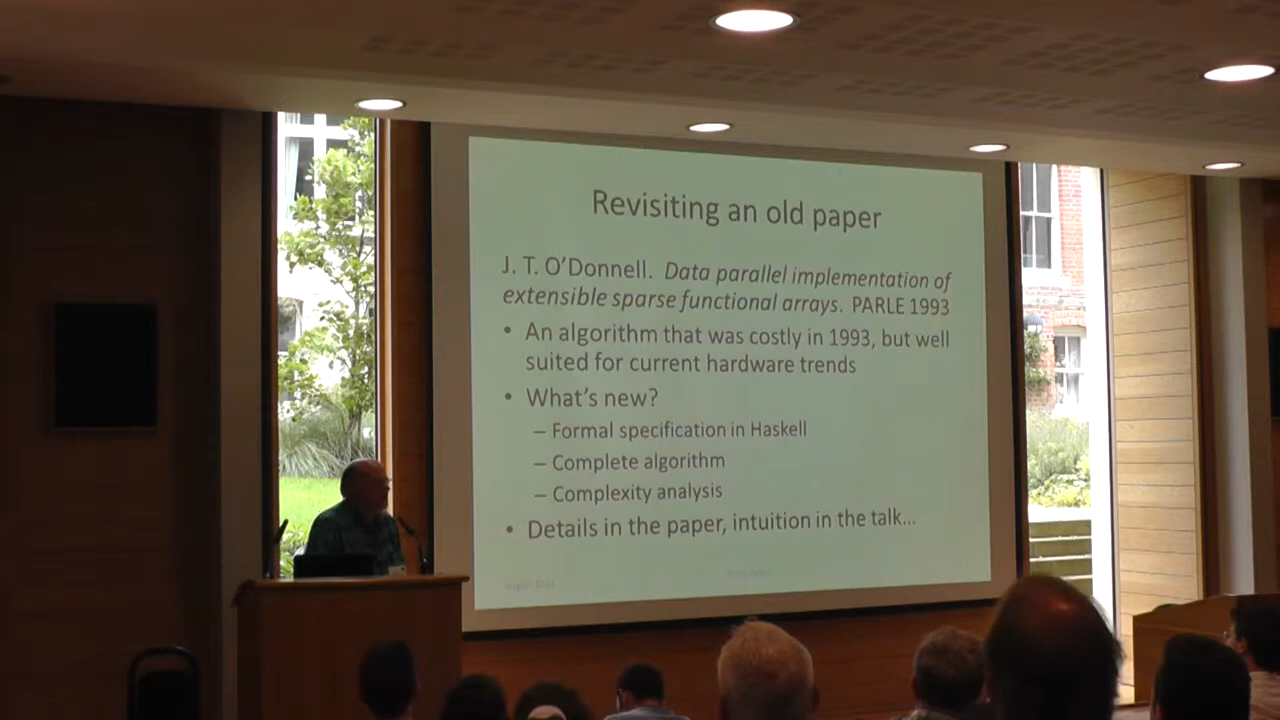 Revisiting an old paper
J. T. O'Donnell. Data parallel implementation of
extensible sparse functional arrays. PARLE 1993
• An algorithm that was costly in 1993, but well
suited for current hardware trends
• What's new?
– Formal specification in Haskell
– Complete algorithm
– Complexity analysis
• Details in the paper, intuition in the talk...